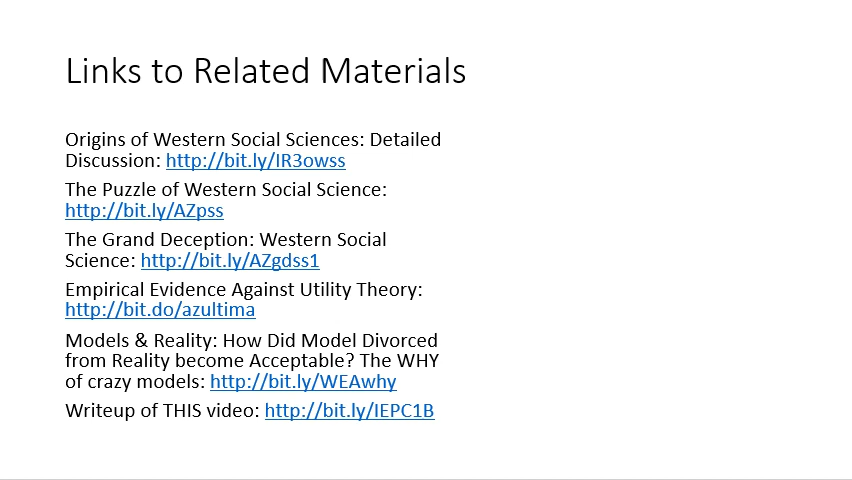 Links to Related Materials
Origins of Western Social Sciences: Detailed
Discussion: http://bit.ly/IR3owss
The Puzzle of Western Social Science:
http://bit.ly/AZpss
The Grand Deception: Western Social
Science: http://bit.ly/AZgdss1
Empirical Evidence Against Utility Theory:
http://bit.do/azultima
Models & Reality: How Did Model Divorced
from Reality become Acceptable? The WHY
of crazy models: http://bit.ly/WEAwhy
Writeup of THIS video: http://bit.ly/IEPC1B